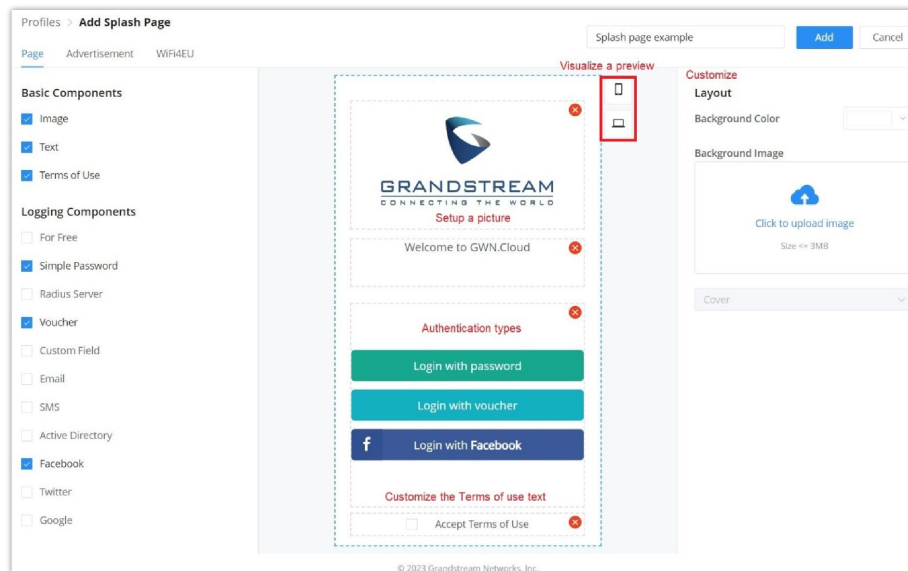 Profiles > Add Splash Page
Splash page example
Add
Cancel
Page
Advertisement
WiFi4EU
Visualize a preview
Customize
Basic Components
Image
Text
Terms of Use
Logging Components
For Free
Simple Password
Radius Server
Voucher
Custom Field
Email
SMS
Active Directory
Facebook
Twitter
Google
GRANDSTREAM
CONNECTING THE WORLD
Setup a picture
Welcome to GWN.Cloud
Authentication types
Login with password
Login with voucher
f Login with Facebook
Customize the Terms of use text
Accept Terms of Use
Layout
Background Color
Background Image
Click to upload image
Size <= 3MB
Cover
© 2023 Grandstream Networks, Inc.